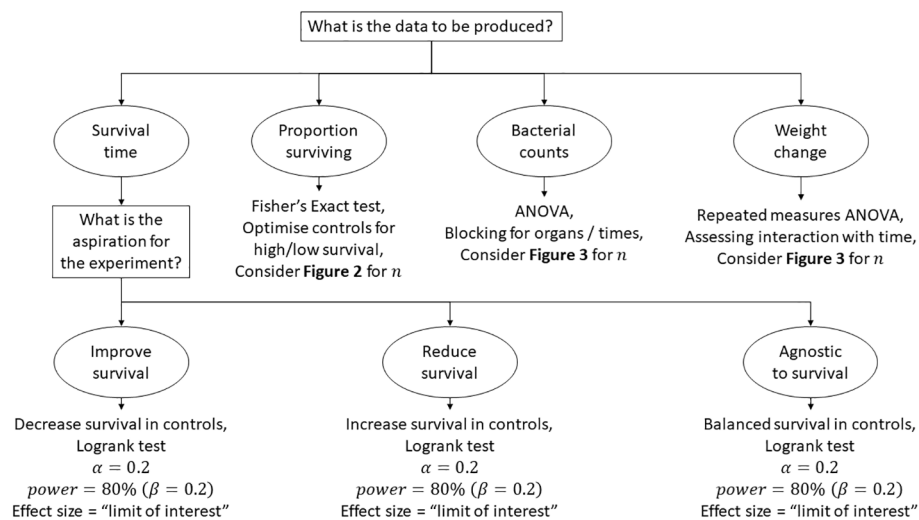 What is the data to be produced?
Survival
time
Proportion
surviving
Bacterial
counts
Weight
change
What is the
aspiration for
the experiment?
Fisher's Exact test,
Optimise controls for
high/low survival,
Consider Figure 2 for n
ANOVA,
Blocking for organs / times,
Consider Figure 3 for n
Repeated measures ANOVA,
Assessing interaction with time,
Consider Figure 3 for n
Improve
survival
Reduce
survival
Agnostic
to survival
Decrease survival in controls,
Logrank test
α = 0.2
power = 80% (β = 0.2)
Effect size = "limit of interest"
Increase survival in controls,
Logrank test
α = 0.2
power = 80% (β = 0.2)
Effect size = "limit of interest"
Balanced survival in controls,
Logrank test
α = 0.2
power = 80% (β = 0.2)
Effect size = "limit of interest"